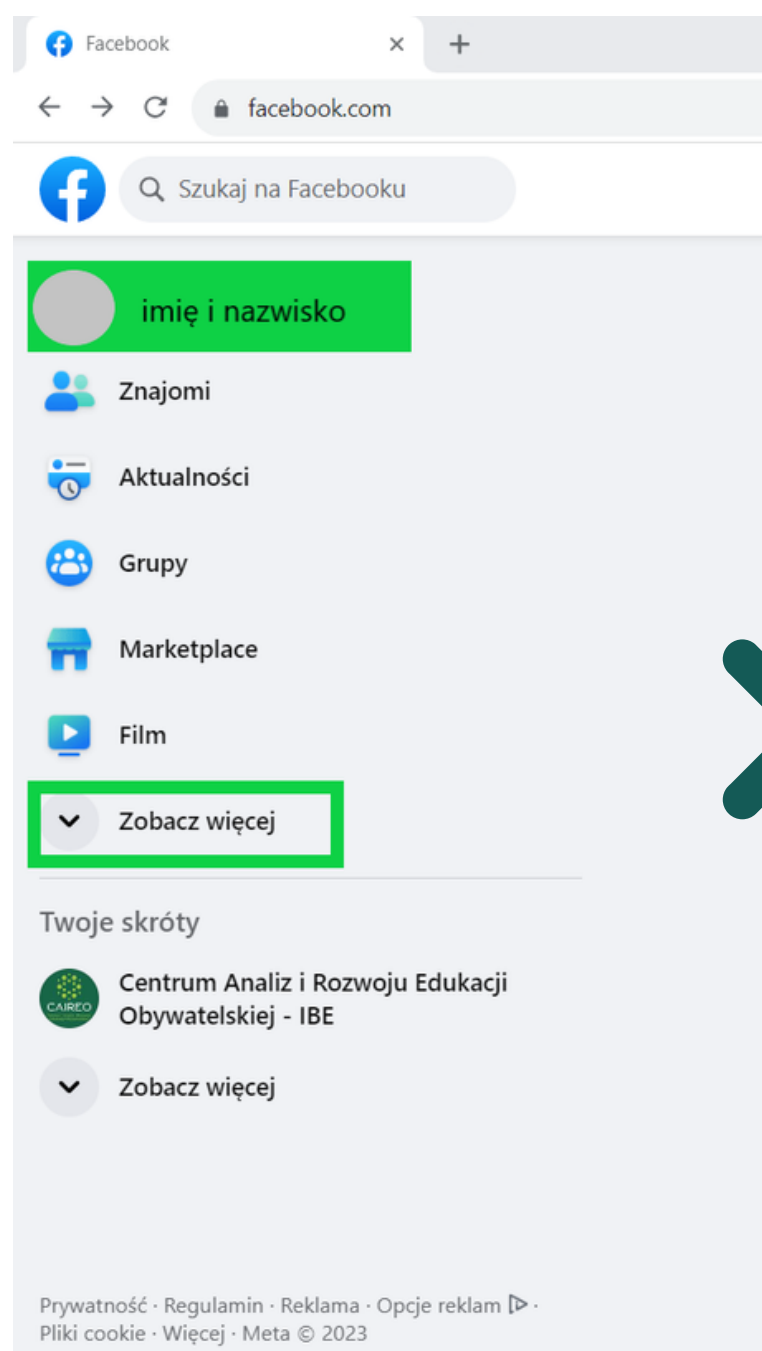 Facebook
facebook.com
Szukaj na Facebooku
imię i nazwisko
Znajomi
Aktualności
Grupy
Marketplace
Film
Zobacz więcej
Twoje skróty
CAIREO
Centrum Analiz i Rozwoju Edukacji
Obywatelskiej - IBE
Zobacz więcej
Prywatność · Regulamin · Reklama · Opcje reklam ·
Pliki cookie · Więcej · Meta © 2023